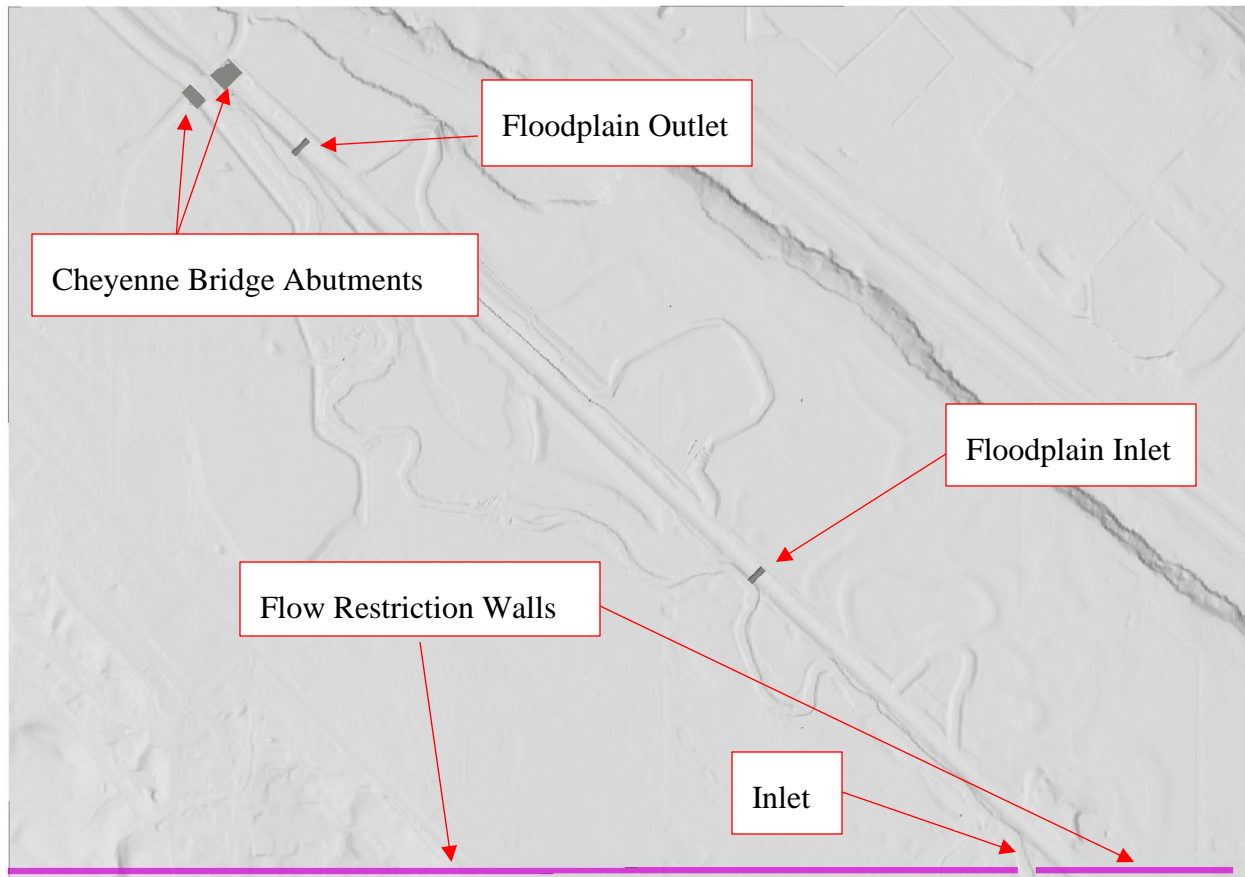 Floodplain Outlet
Cheyenne Bridge Abutments
Floodplain Inlet
Flow Restriction Walls
Inlet